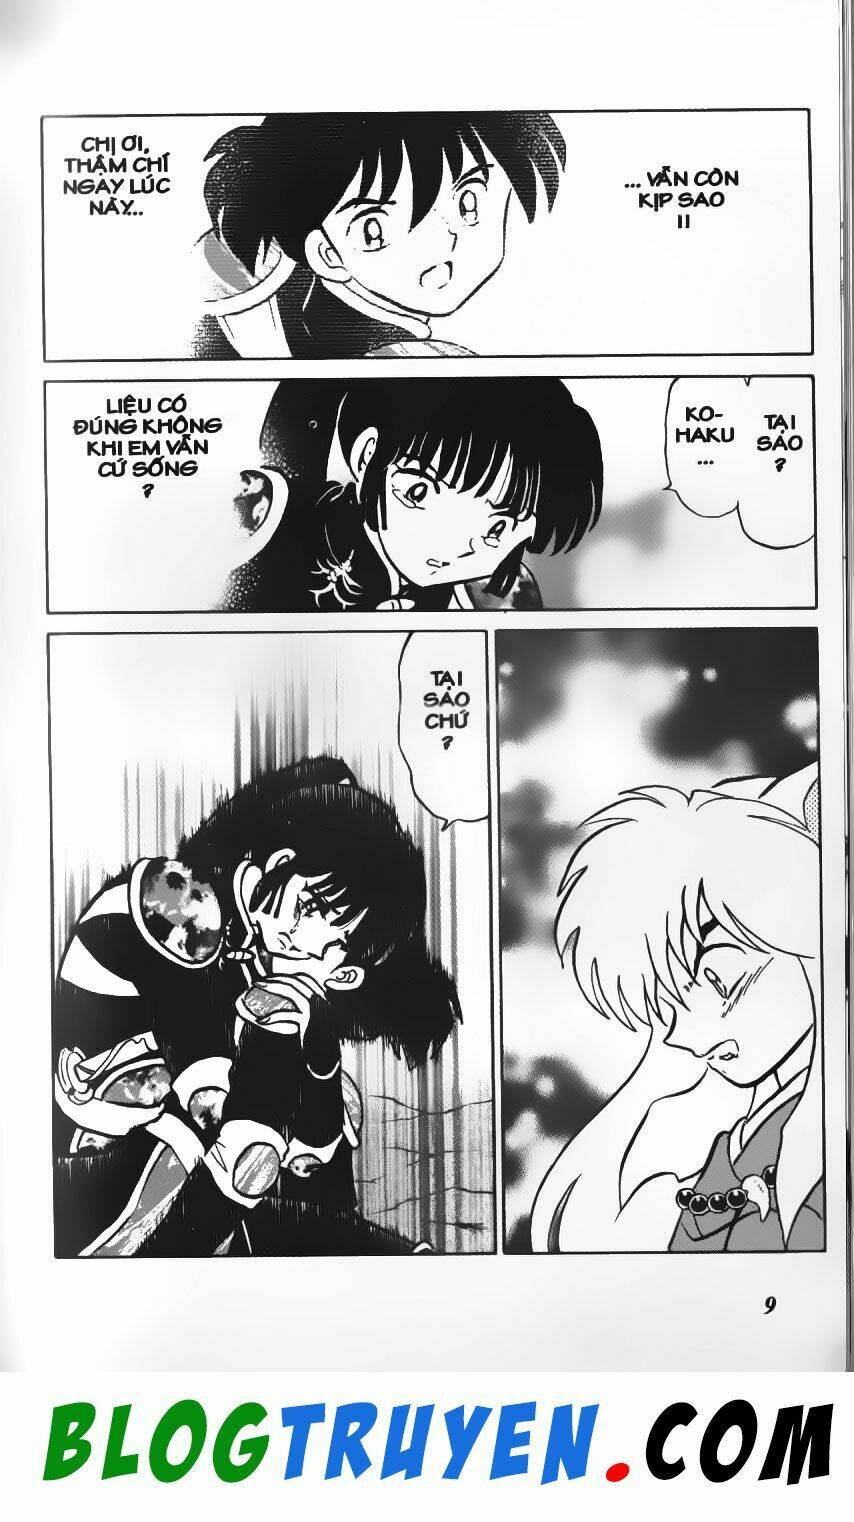 CHỊ ƠI,
THẬM CHÍ
NGAY LÚC
NÀY...
... VẪN CÒN
KỊP SAO
!!
LIỆU CÓ
ĐÚNG KHÔNG
KHI EM VẪN
CỨ SỐNG
?
KO-
HAKU
...
TẠI
SAO
?
TẠI
SAO
CHỨ
?
9
BLOGTRUYEN.COM